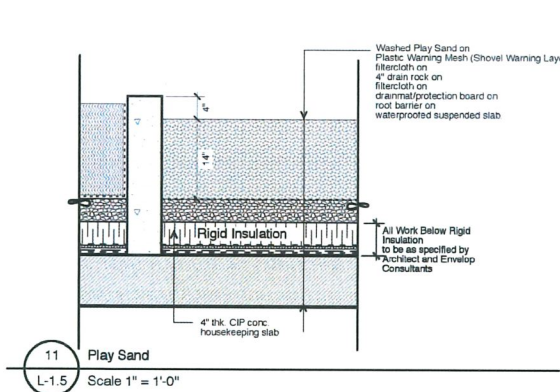 Washed Play Sand on
Plastic Warning Mesh (Shovel Warning Laye
filtercloth on
4" drain rock on
filtercloth on
drainmat/protection board on
root barrier on
waterproofed suspended slab
4"
14"
Rigid Insulation
All Work Below Rigid
Insulation
to be as specified by
Architect and Envelop
Consultants
4" thk. CIP conc.
housekeeping slab
11 Play Sand
L-1.5 Scale 1" = 1'-0"